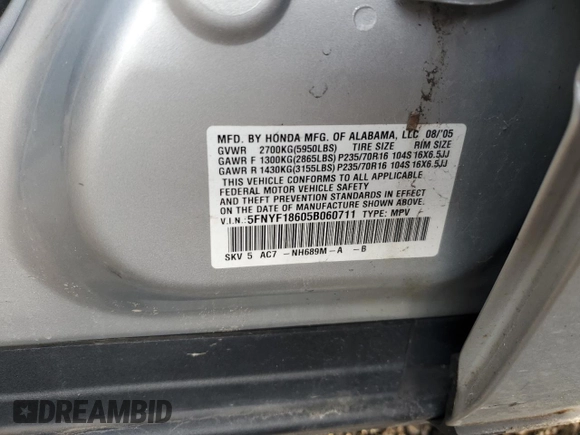 MFD. BY HONDA MFG. OF ALABAMA, LLC 08/'05
GVWR 2700KG(5950LBS) TIRE SIZE RIM SIZE
GAWR F 1300KG(2865LBS) P235/70R16 104S 16X6.5JJ
GAWR R 1430KG(3155LBS) P235/70R16 104S 16X6.5JJ
THIS VEHICLE CONFORMS TO ALL APPLICABLE
FEDERAL MOTOR VEHICLE SAFETY
AND THEFT PREVENTION STANDARDS IN EFFECT
ON THE DATE OF MANUFACTURE SHOWN ABOVE.
V.I.N.: 5FNYF18605B060711 TYPE: MPV
SKV 5 AC7 -NH689M-A -B
DREAMBID